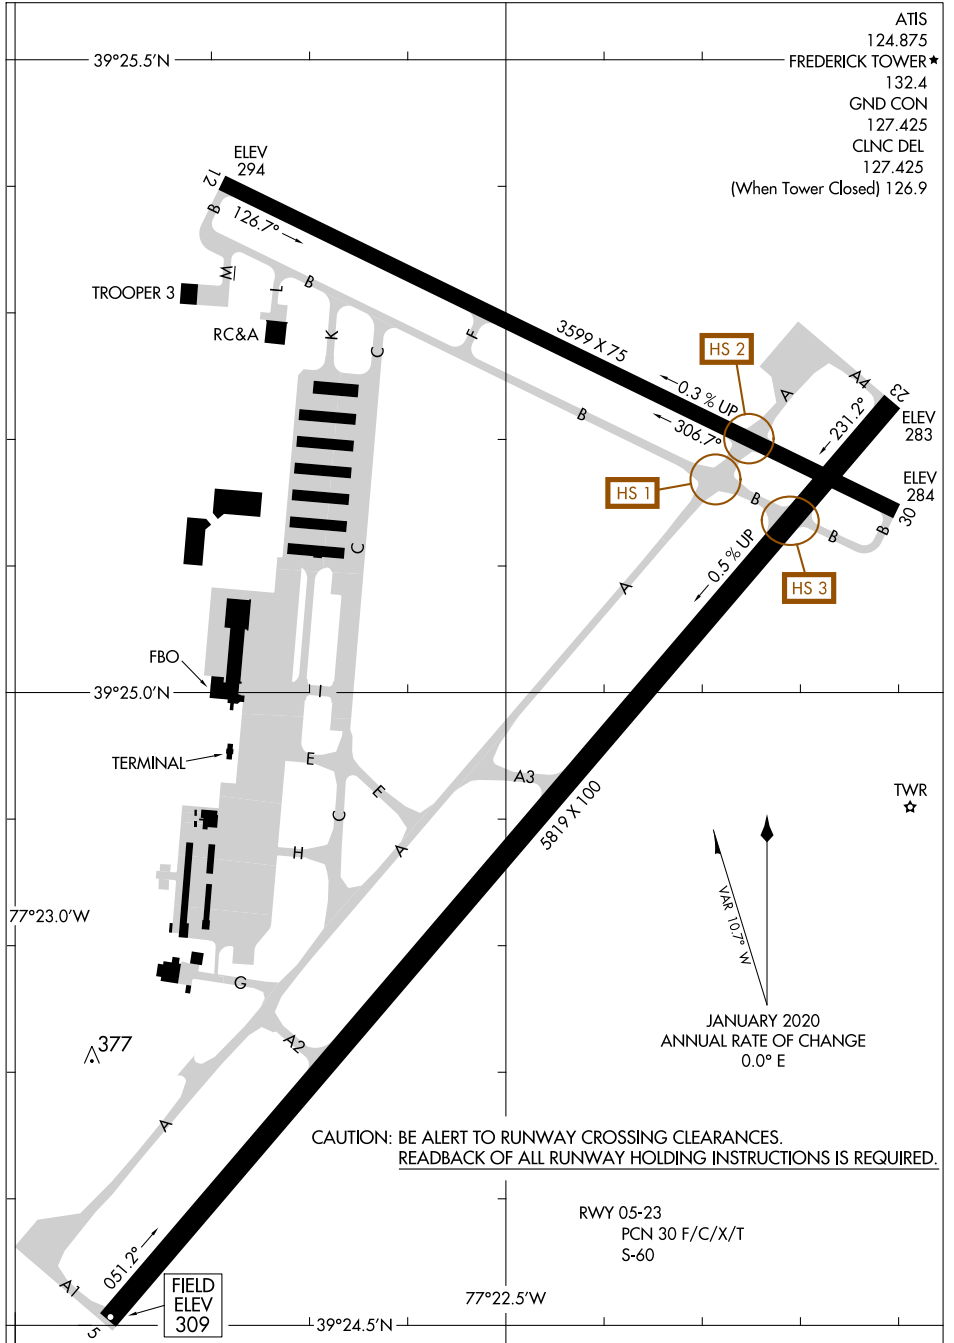 ATIS
124.875
39°25.5'N
FREDERICK TOWER★
132.4
GND CON
127.425
CLNC DEL
127.425
(When Tower Closed) 126.9
ELEV
294
12
B
126.7°
M
L
B
TROOPER 3
RC&A
K
C
F
3599 X 75
HS 2
0.3 % UP
306.7°
A
A4
23
231.2°
ELEV
283
B
HS 1
ELEV
284
30
B
B
B
HS 3
0.5 % UP
C
A
FBO
39°25.0'N
I
TERMINAL
E
E
A3
5819 X 100
TWR
C
A
H
77°23.0'W
VAR 10.7° W
G
A2
377
JANUARY 2020
ANNUAL RATE OF CHANGE
0.0° E
A
CAUTION: BE ALERT TO RUNWAY CROSSING CLEARANCES.
READBACK OF ALL RUNWAY HOLDING INSTRUCTIONS IS REQUIRED.
RWY 05-23
PCN 30 F/C/X/T
S-60
051.2°
A1
FIELD
ELEV
309
77°22.5'W
5
39°24.5'N